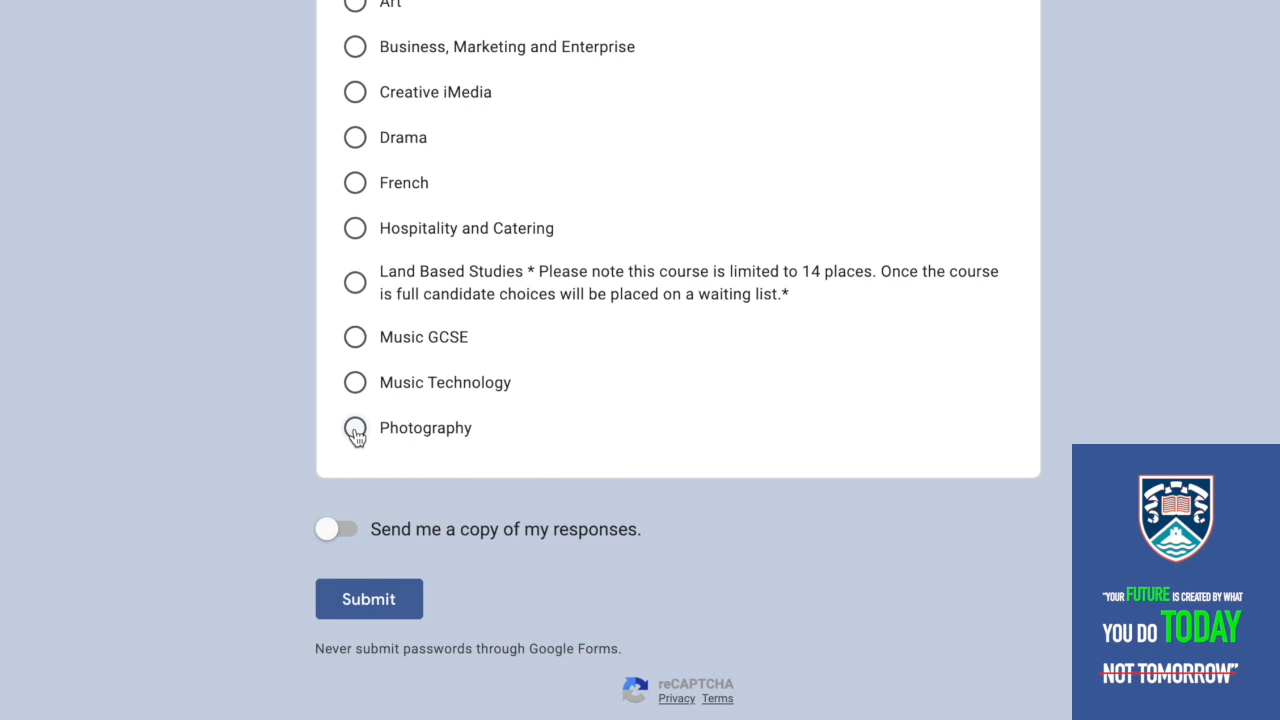 Art
Business, Marketing and Enterprise
Creative iMedia
Drama
French
Hospitality and Catering
Land Based Studies * Please note this course is limited to 14 places. Once the course
is full candidate choices will be placed on a waiting list.*
Music GCSE
Music Technology
Photography
Send me a copy of my responses.
Submit
Never submit passwords through Google Forms.
reCAPTCHA
Privacy Terms
"YOUR FUTURE IS CREATED BY WHAT
YOU DO TODAY
NOT TOMORROW"